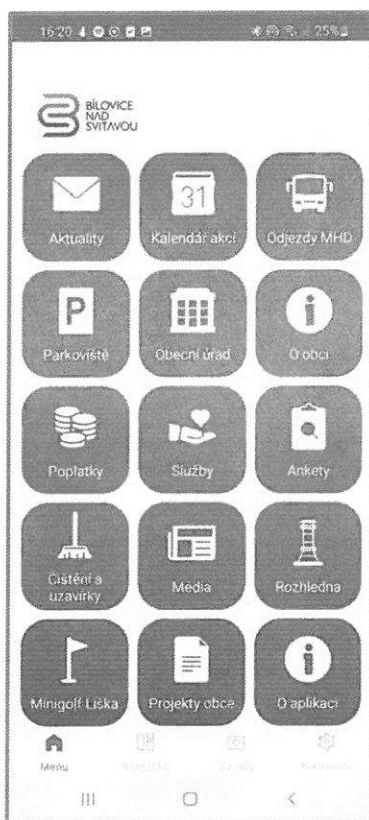 16:20
25%
BÍLOVICE
NAD
SVITAVOU
31
Aktuality
Kalendář akcí
Odjezdy MHD
P
Parkoviště
Obecní úřad
O obci
Poplatky
Služby
Ankety
Čištění a
uzavírky
Média
Rozhledna
Minigolf Liška
Projekty obce
O aplikaci
Menu